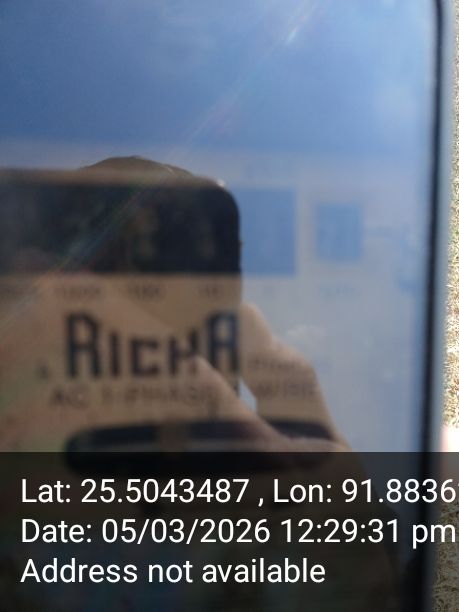 RICHA
AC 1-PHASE
Lat: 25.5043487 , Lon: 91.8836
Date: 05/03/2026 12:29:31 pm
Address not available